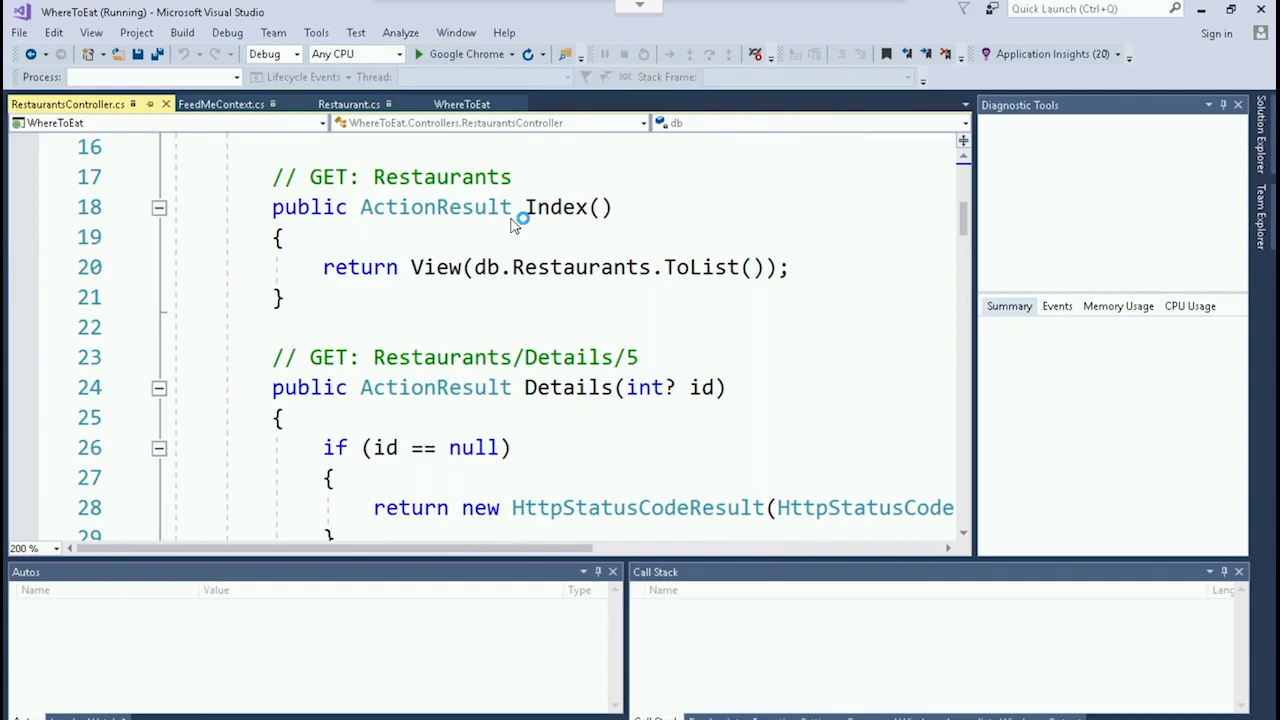 WhereToEat (Running) - Microsoft Visual Studio
Quick Launch (Ctrl+Q)
File Edit View Project Build Debug Team Tools Test Analyze Window Help
Sign in
Debug Any CPU Google Chrome Application Insights (20)
Process: Lifecycle Events Thread: Stack Frame:
RestaurantsController.cs FeedMeContext.cs Restaurant.cs WhereToEat
Diagnostic Tools
WhereToEat WhereToEat.Controllers.RestaurantsController db
Solution Explorer
Team Explorer
16
17 // GET: Restaurants
18 public ActionResult Index()
19 {
20 return View(db.Restaurants.ToList());
21 }
22
23 // GET: Restaurants/Details/5
24 public ActionResult Details(int? id)
25 {
26 if (id == null)
27 {
28 return new HttpStatusCodeResult(HttpStatusCode
29 }
Summary Events Memory Usage CPU Usage
200 %
Autos
Name Value Type
Call Stack
Name Lang